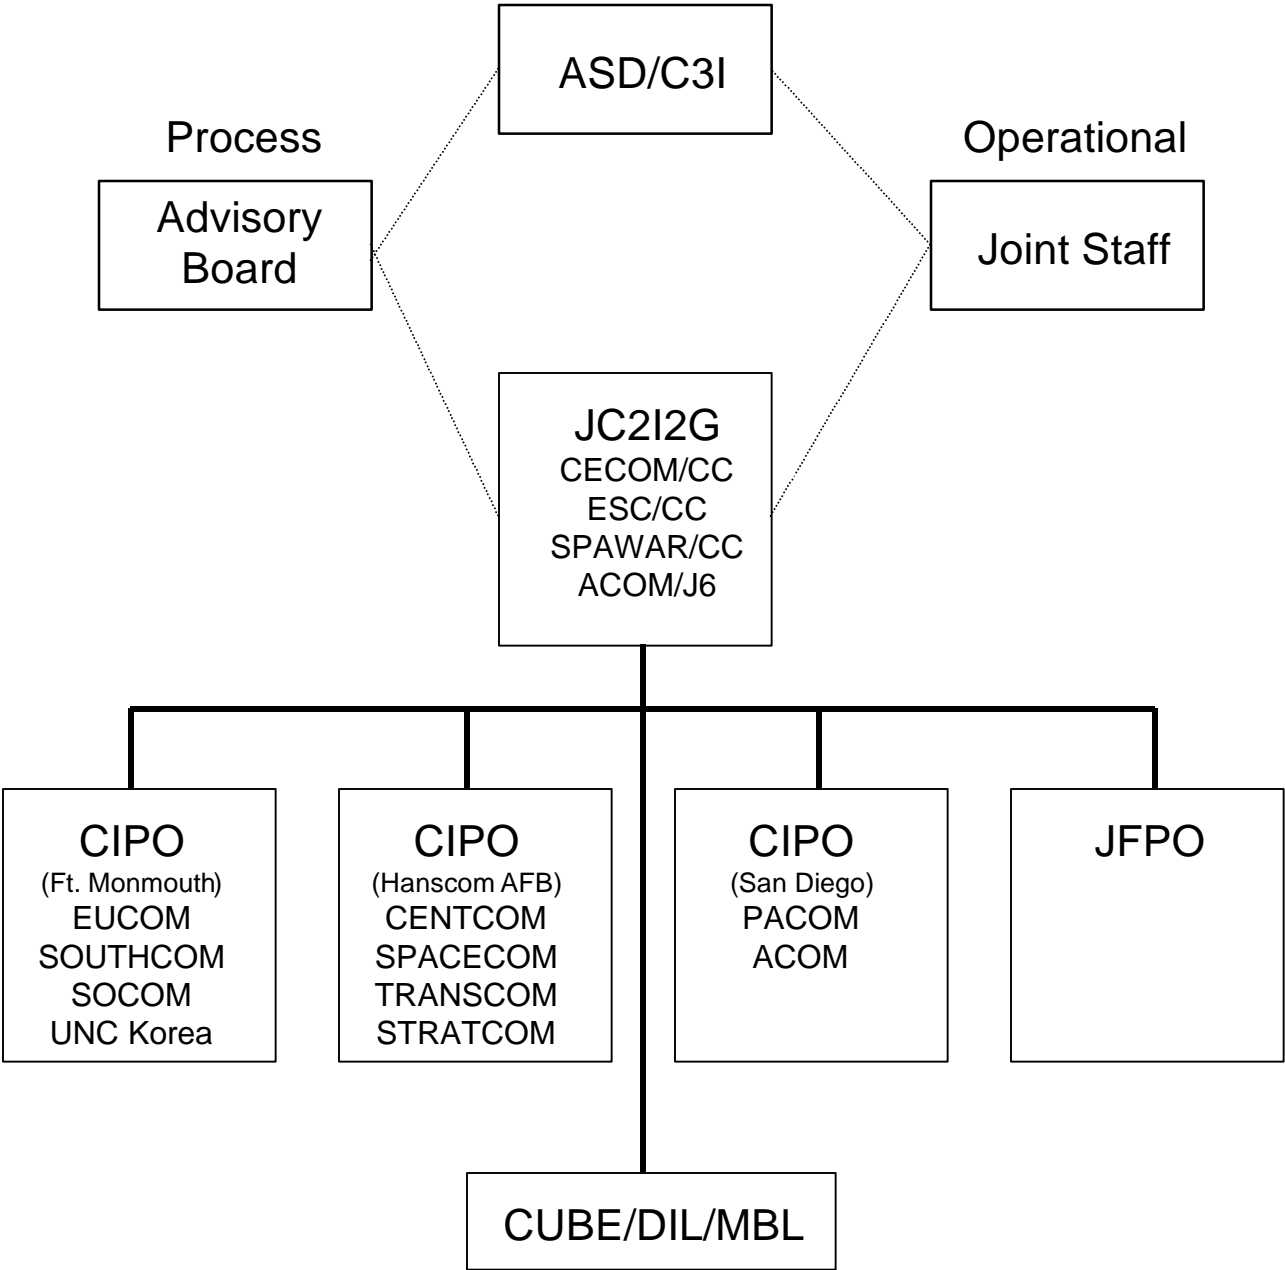 ASD/C3I
Process
Operational
Advisory
Board
Joint Staff
JC2I2G
CECOM/CC
ESC/CC
SPAWAR/CC
ACOM/J6
CIPO
(Ft. Monmouth)
EUCOM
SOUTHCOM
SOCOM
UNC Korea
CIPO
(Hanscom AFB)
CENTCOM
SPACECOM
TRANSCOM
STRATCOM
CIPO
(San Diego)
PACOM
ACOM
JFPO
CUBE/DIL/MBL